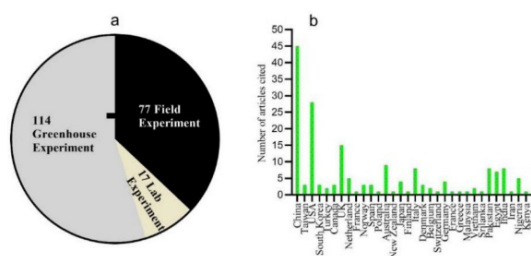 a
b
77 Field
Experiment
114
Greenhouse
Experiment
17 Lab
Experiment
Number of articles cited
50
45
40
35
30
25
20
15
10
5
0
China
Taiwan
USA
South Korea
Turkey
Canada
UK
Netherland
France
Norway
Spain
Poland
Australia
New Zealand
Japan
Finland
Italy
Denmark
Belgium
Switzerland
Germany
France
Greece
Malaysia
Vietnam
Srilanka
Pakistan
Egypt
India
Iran
Nigeria
Kenya